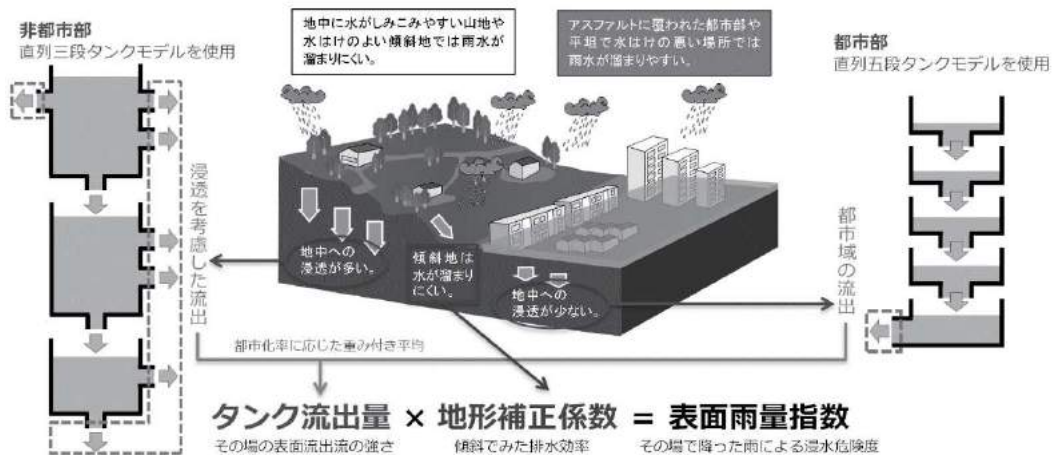 非都市部
直列三段タンクモデルを使用
地中に水がしみこみやすい山地や
水はけのよい傾斜地では雨水が
溜まりにくい。
アスファルトに覆われた都市部や
平坦で水はけの悪い場所では
雨水が溜まりやすい。
都市部
直列五段タンクモデルを使用
浸透を考慮した流出
地中への
浸透が多い。
傾斜地は
水が溜まり
にくい。
地中への
浸透が少ない。
都市域の流出
都市化率に応じた重み付き平均
タンク流出量 × 地形補正係数 = 表面雨量指数
その場の表面流出流の強さ
傾斜でみた排水効率
その場で降った雨による浸水危険度